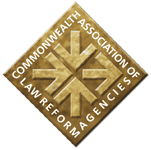 COMMONWEALTH
ASSOCIATION OF
LAW REFORM
AGENCIES